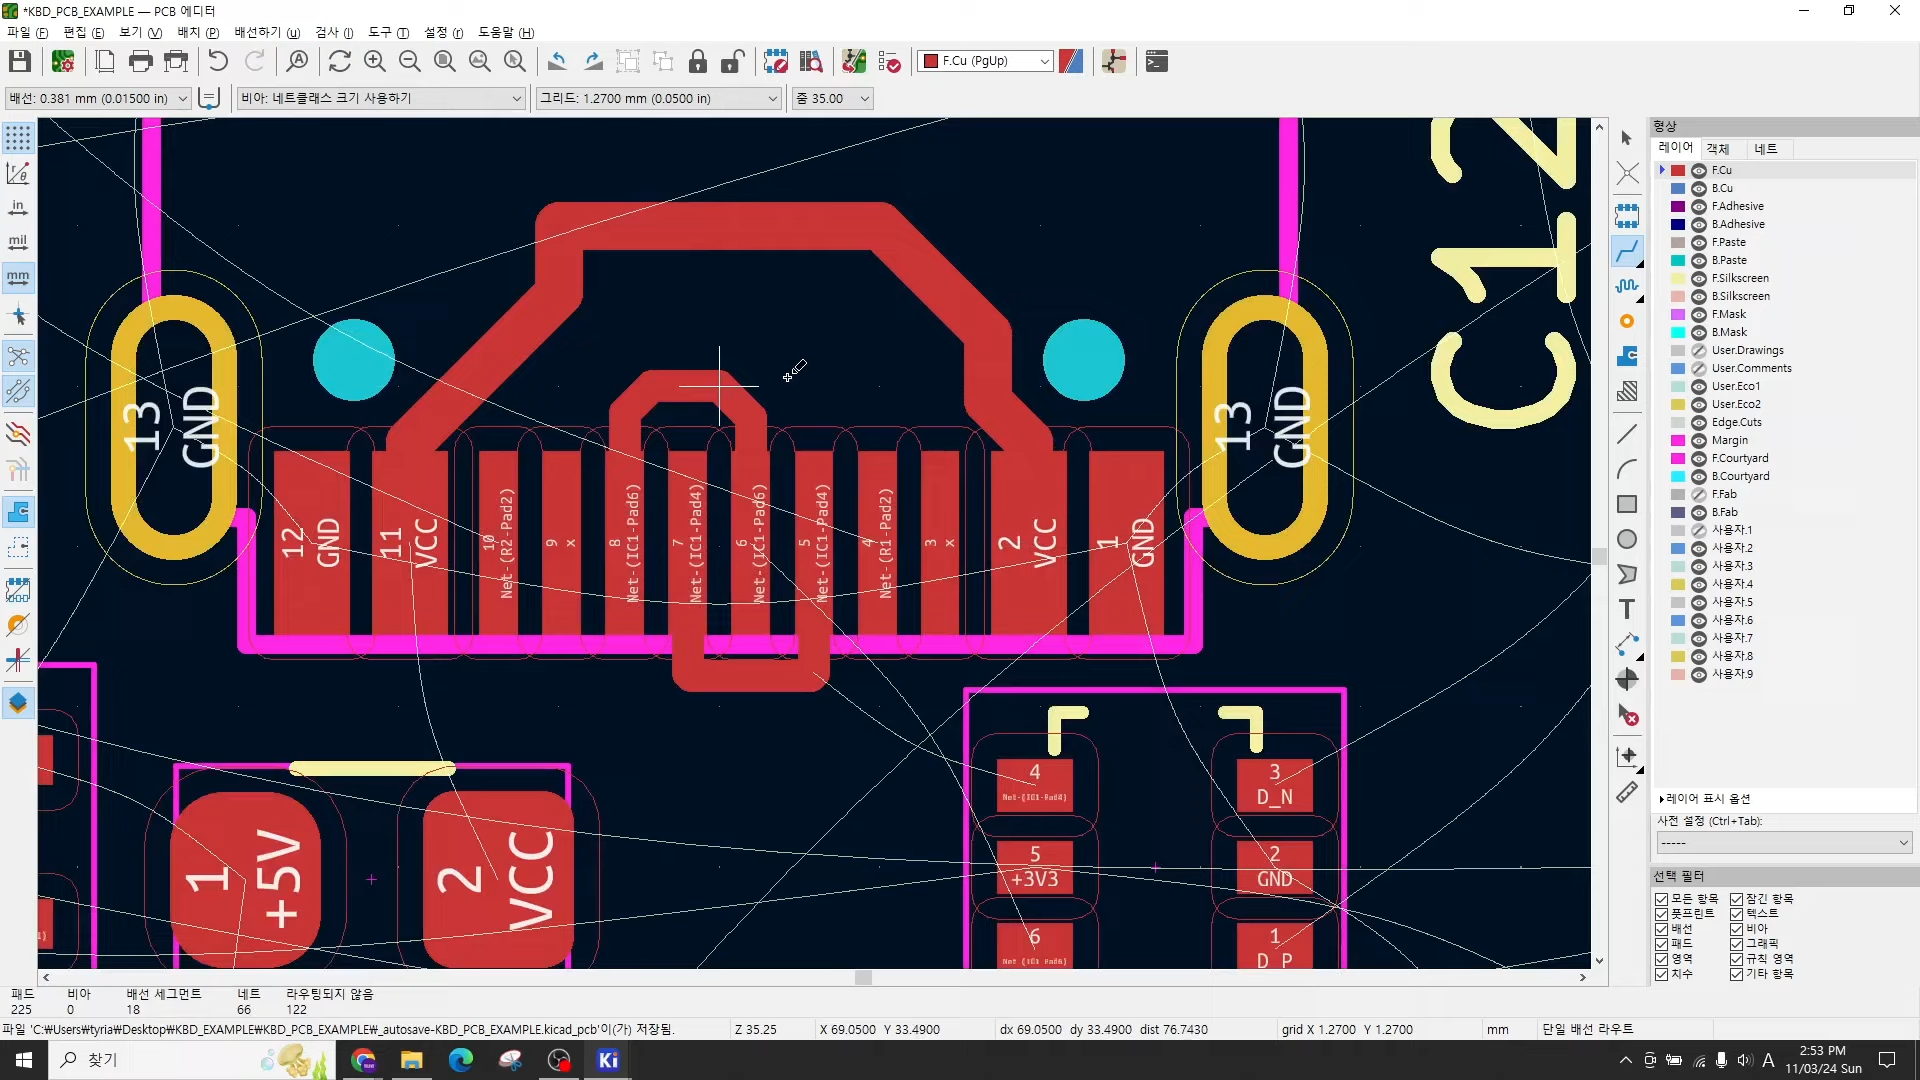 *KBD_PCB_EXAMPLE — PCB 에디터
파일 (F) 편집 (E) 보기 (V) 배치 (P) 배선하기 (u) 검사 (I) 도구 (T) 설정 (r) 도움말 (H)
F.Cu (PgUp)
배선: 0.381 mm (0.01500 in) 비아: 네트클래스 크기 사용하기 그리드: 1.2700 mm (0.0500 in) 줌 35.00
in
mil
mm
C12
13
GND
13
GND
12
GND
11
VCC
10
Net-(R2-Pad2)
9
x
8
Net-(IC1-Pad6)
7
Net-(IC1-Pad4)
6
Net-(IC1-Pad6)
5
Net-(IC1-Pad4)
4
Net-(R1-Pad2)
3
x
2
VCC
1
GND
1
+5V
2
VCC
4
Net-(IC1-Pad4)
5
+3V3
6
Net-(IC1-Pad6)
3
D_N
2
GND
1
D_P
형상
레이어 객체 네트
F.Cu
B.Cu
F.Adhesive
B.Adhesive
F.Paste
B.Paste
F.Silkscreen
B.Silkscreen
F.Mask
B.Mask
User.Drawings
User.Comments
User.Eco1
User.Eco2
Edge.Cuts
Margin
F.Courtyard
B.Courtyard
F.Fab
B.Fab
사용자.1
사용자.2
사용자.3
사용자.4
사용자.5
사용자.6
사용자.7
사용자.8
사용자.9
레이어 표시 옵션
사전 설정 (Ctrl+Tab):
-----
선택 필터
모든 항목 잠긴 항목
풋프린트 텍스트
배선 비아
패드 그래픽
영역 규칙 영역
치수 기타 항목
패드 비아 배선 세그먼트 네트 라우팅되지 않음
225 0 18 66 122
파일 'C:₩Users₩tyria₩Desktop₩KBD_EXAMPLE₩KBD_PCB_EXAMPLE₩_autosave-KBD_PCB_EXAMPLE.kicad_pcb'이(가) 저장됨. Z 35.25 X 69.0500 Y 33.4900 dx 69.0500 dy 33.4900 dist 76.7430 grid X 1.2700 Y 1.2700 mm 단일 배선 라우트
찾기
Ki
A
2:53 PM
11/03/24 Sun